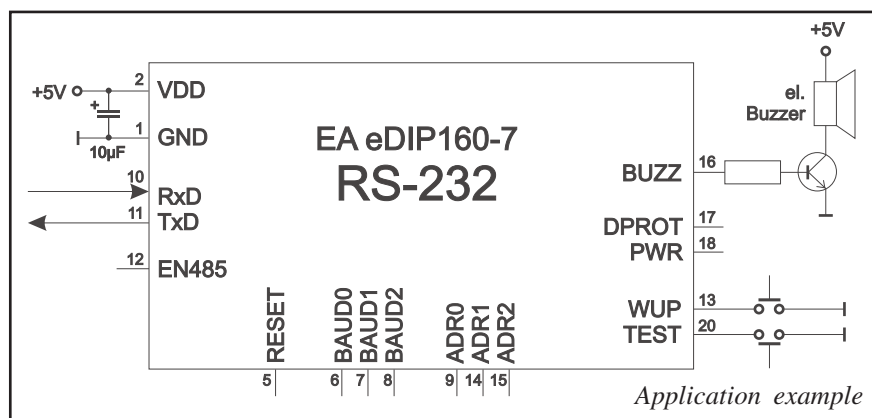 +5V
2
VDD
+5V
1
GND
10µF
EA eDIP160-7
RS-232
el.
Buzzer
10
RxD
11
TxD
BUZZ
16
12
EN485
DPROT
17
PWR
18
RESET
BAUD0
BAUD1
BAUD2
ADR0
ADR1
ADR2
WUP
13
TEST
20
5
6
7
8
9
14
15
Application example